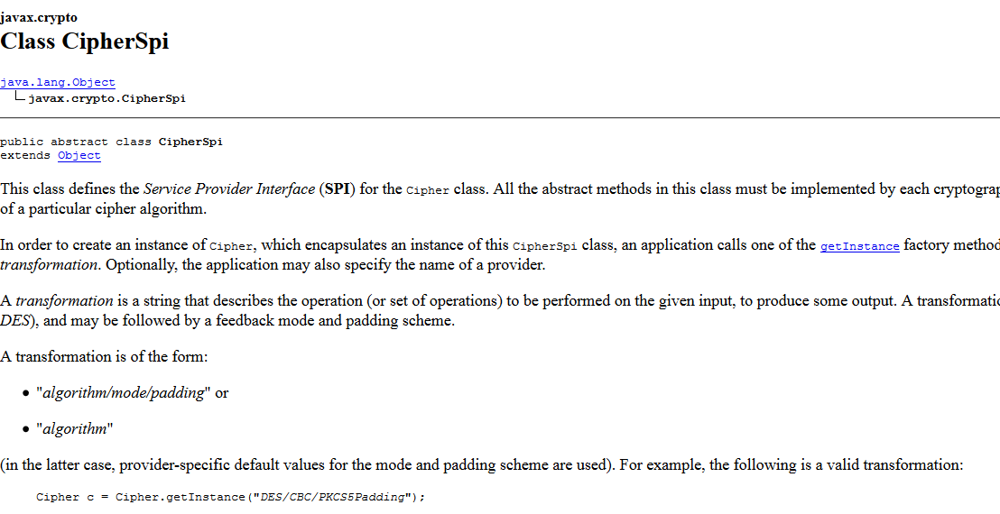 javax.crypto
Class CipherSpi
java.lang.Object
javax.crypto.CipherSpi
public abstract class CipherSpi
extends Object
This class defines the Service Provider Interface (SPI) for the Cipher class. All the abstract methods in this class must be implemented by each
of a particular cipher algorithm.
In order to create an instance of Cipher, which encapsulates an instance of this CipherSpi class, an application calls one of the getInstance factory
transformation. Optionally, the application may also specify the name of a provider.
A transformation is a string that describes the operation (or set of operations) to be performed on the given input, to produce some output. A
DES), and may be followed by a feedback mode and padding scheme.
A transformation is of the form:
• "algorithm/mode/padding" or
• "algorithm"
(in the latter case, provider-specific default values for the mode and padding scheme are used). For example, the following is a valid transformation:
Cipher c = Cipher.getInstance("DES/CBC/PKCS5Padding");